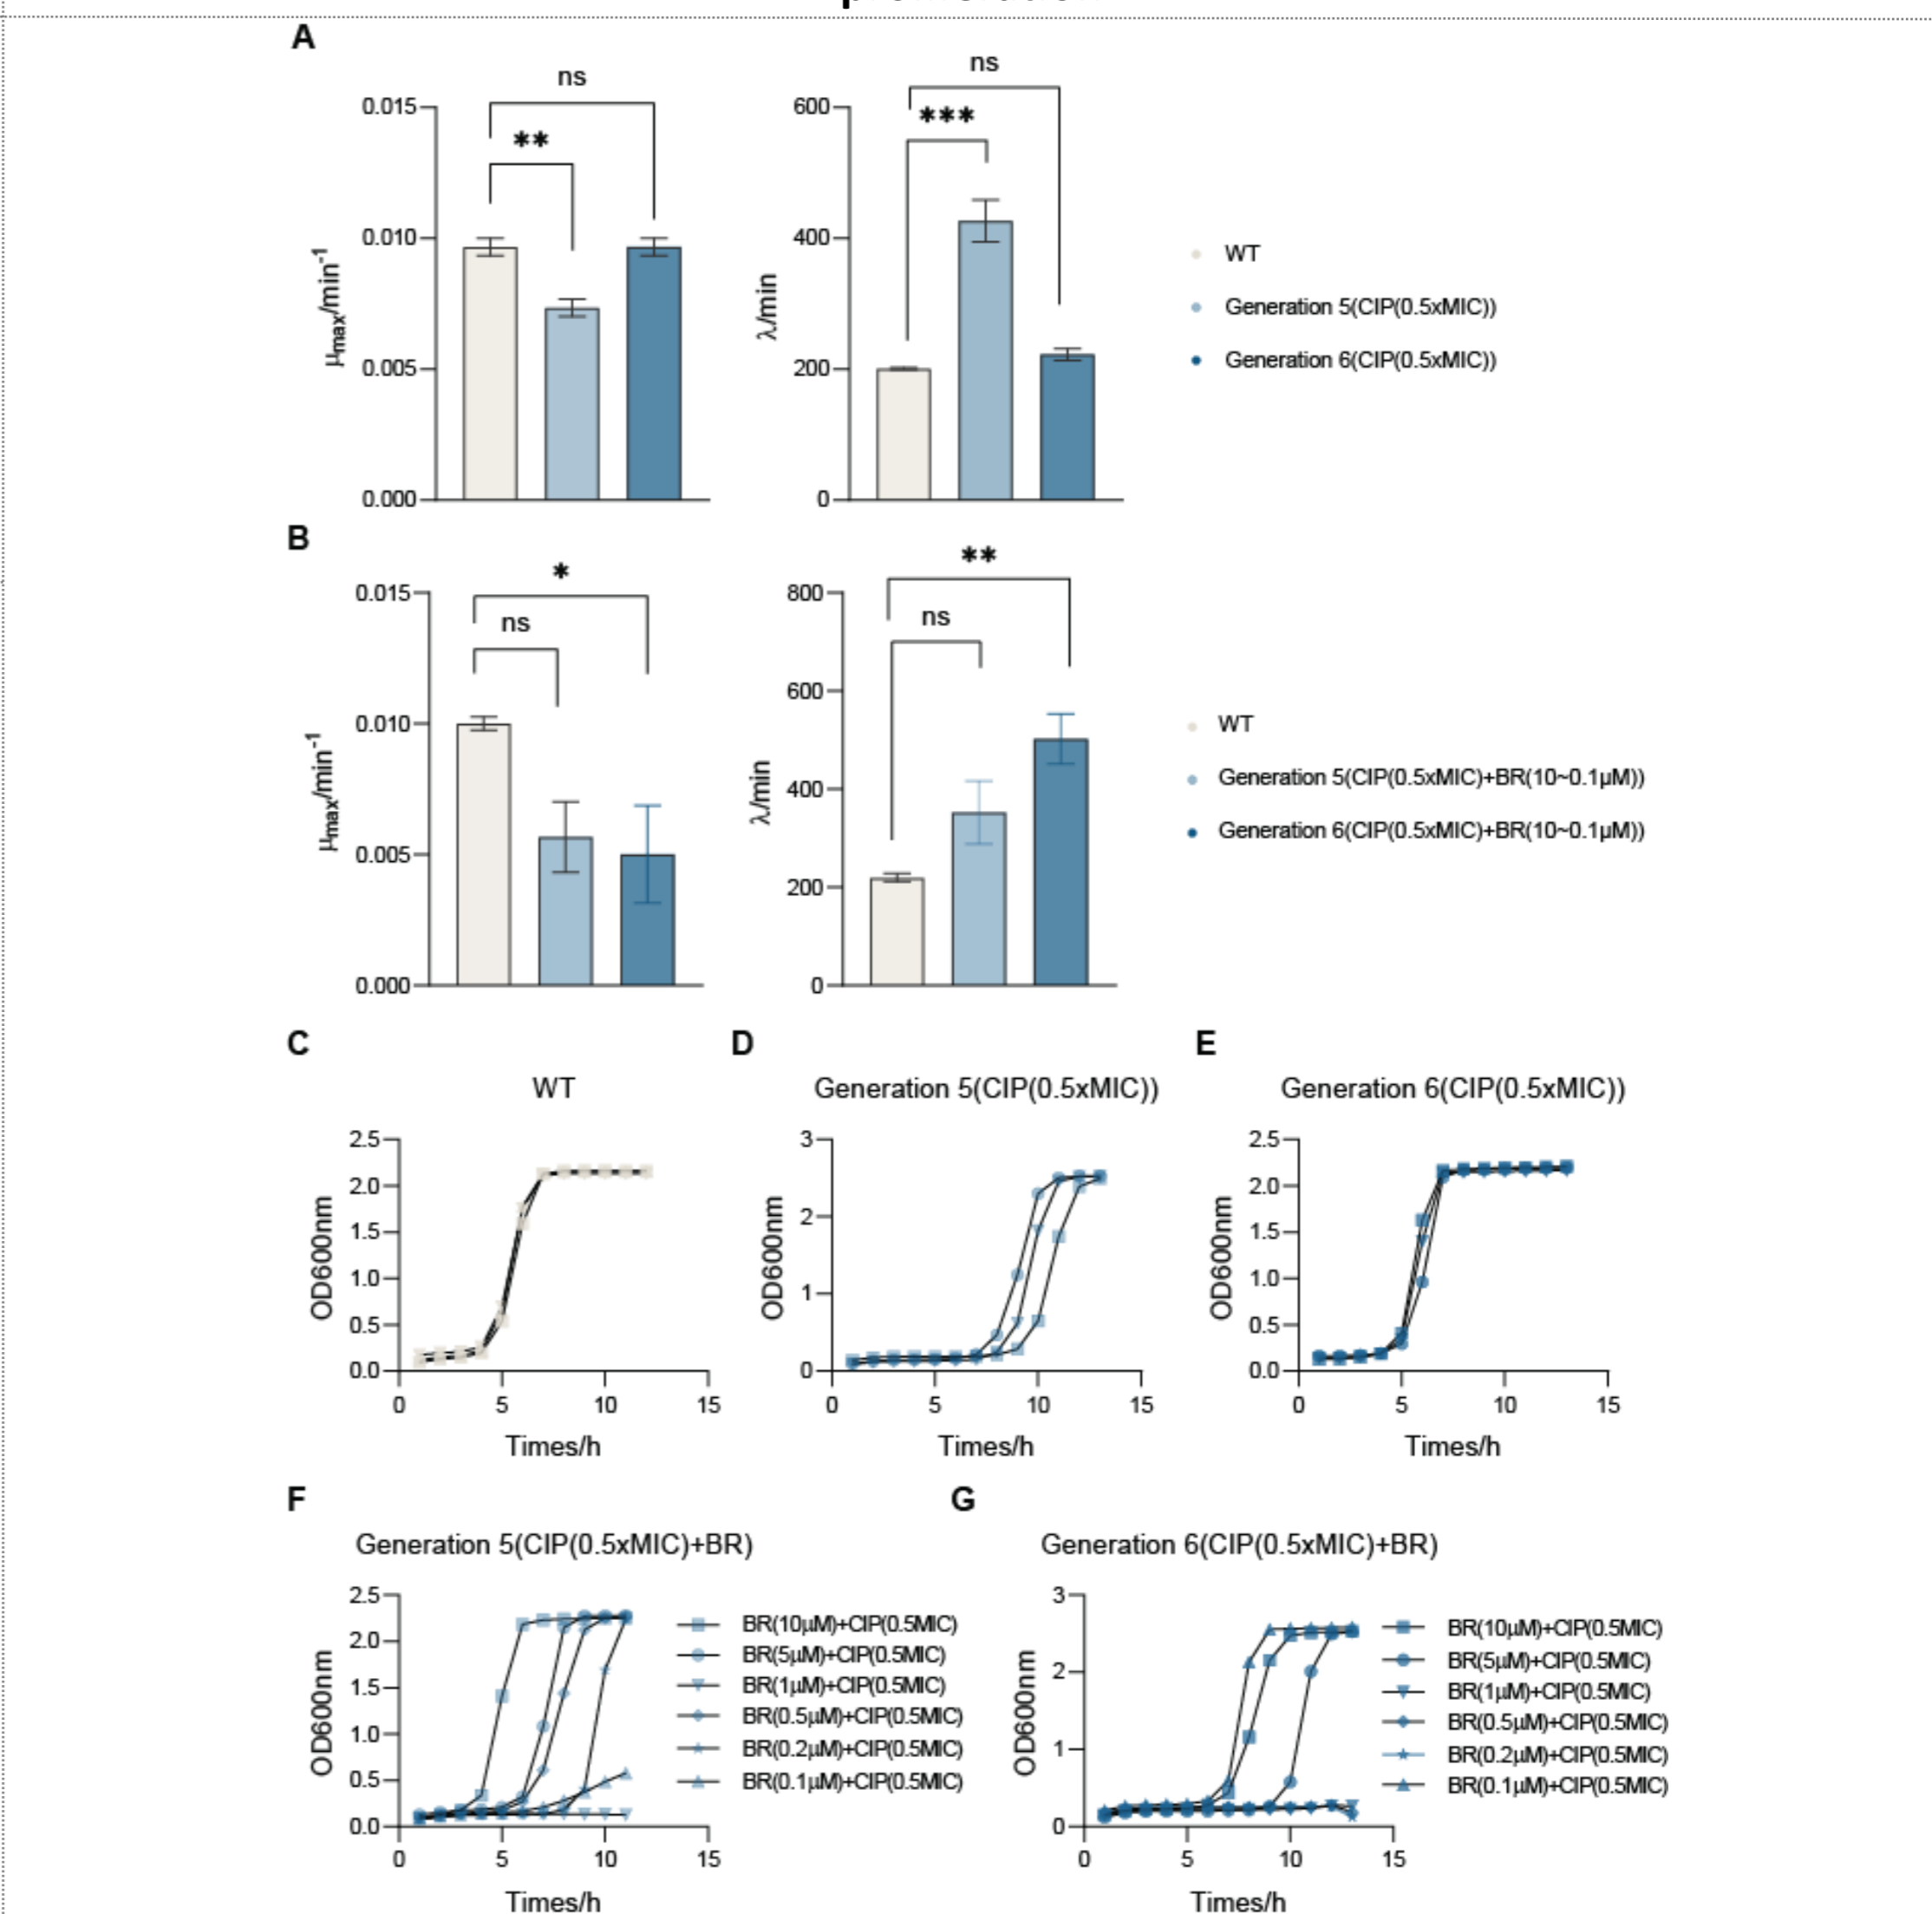 A
ns
ns
**
***
0.015
0.010
0.005
0.000
μmax/min-1
600
400
200
0
λ/min
WT
Generation 5(CIP(0.5xMIC))
Generation 6(CIP(0.5xMIC))
B
*
**
ns
ns
0.015
0.010
0.005
0.000
μmax/min-1
800
600
400
200
0
λ/min
WT
Generation 5(CIP(0.5xMIC)+BR(10~0.1μM))
Generation 6(CIP(0.5xMIC)+BR(10~0.1μM))
C
WT
2.5
2.0
1.5
1.0
0.5
0.0
OD600nm
0 5 10 15
Times/h
D
Generation 5(CIP(0.5xMIC))
3
2
1
0
OD600nm
0 5 10 15
Times/h
E
Generation 6(CIP(0.5xMIC))
2.5
2.0
1.5
1.0
0.5
0.0
OD600nm
0 5 10 15
Times/h
F
Generation 5(CIP(0.5xMIC)+BR)
2.5
2.0
1.5
1.0
0.5
0.0
OD600nm
0 5 10 15
Times/h
BR(10μM)+CIP(0.5MIC)
BR(5μM)+CIP(0.5MIC)
BR(1μM)+CIP(0.5MIC)
BR(0.5μM)+CIP(0.5MIC)
BR(0.2μM)+CIP(0.5MIC)
BR(0.1μM)+CIP(0.5MIC)
G
Generation 6(CIP(0.5xMIC)+BR)
3
2
1
0
OD600nm
0 5 10 15
Times/h
BR(10μM)+CIP(0.5MIC)
BR(5μM)+CIP(0.5MIC)
BR(1μM)+CIP(0.5MIC)
BR(0.5μM)+CIP(0.5MIC)
BR(0.2μM)+CIP(0.5MIC)
BR(0.1μM)+CIP(0.5MIC)